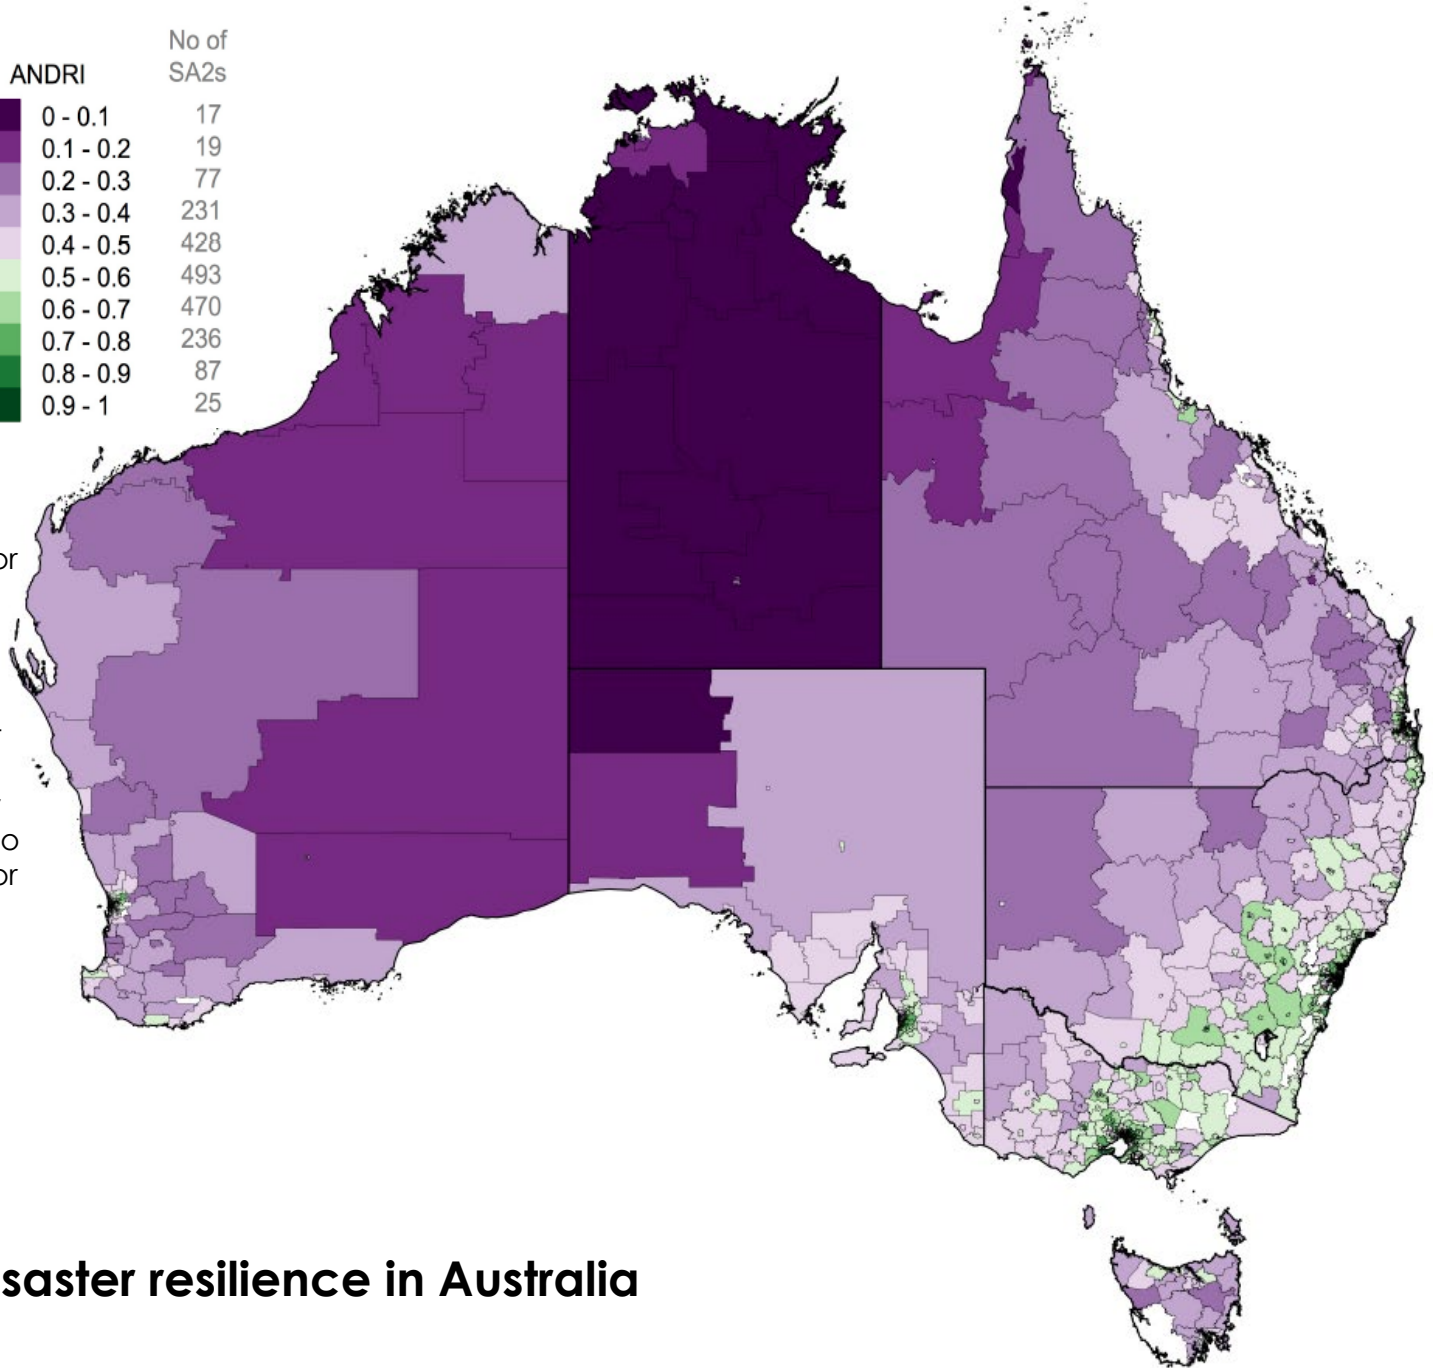 No of
ANDRI SA2s
0 - 0.1 17
0.1 - 0.2 19
0.2 - 0.3 77
0.3 - 0.4 231
0.4 - 0.5 428
0.5 - 0.6 493
0.6 - 0.7 470
0.7 - 0.8 236
0.8 - 0.9 87
0.9 - 1 25
or
o
or
saster resilience in Australia